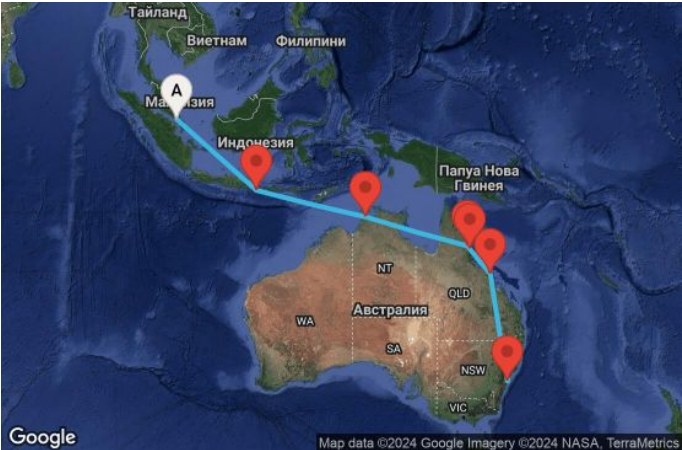 Тайланд
Виетнам
Филипини
A
Индонезия
Папуа Нова
Гвинея
NT
QLD
Австралия
WA
SA
NSW
VIC
Google
Map data ©2024 Google Imagery ©2024 NASA, TerraMetrics